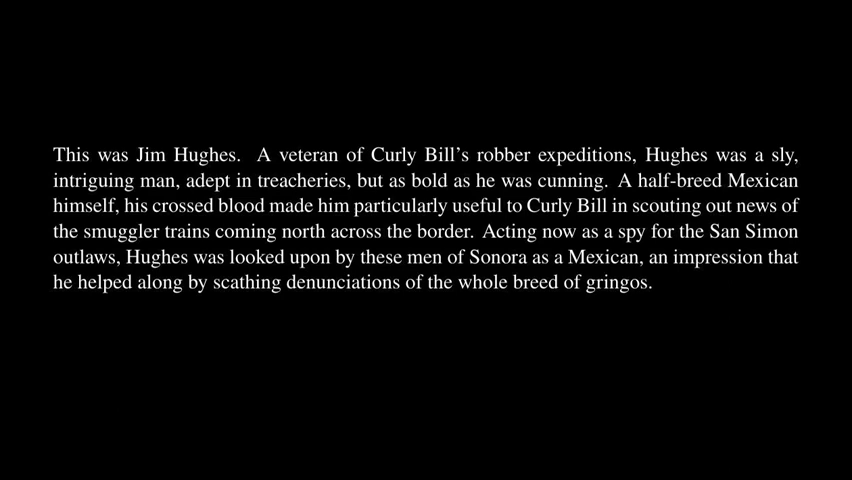 This was Jim Hughes. A veteran of Curly Bill's robber expeditions, Hughes was a sly,
intriguing man, adept in treacheries, but as bold as he was cunning. A half-breed Mexican
himself, his crossed blood made him particularly useful to Curly Bill in scouting out news of
the smuggler trains coming north across the border. Acting now as a spy for the San Simon
outlaws, Hughes was looked upon by these men of Sonora as a Mexican, an impression that
he helped along by scathing denunciations of the whole breed of gringos.